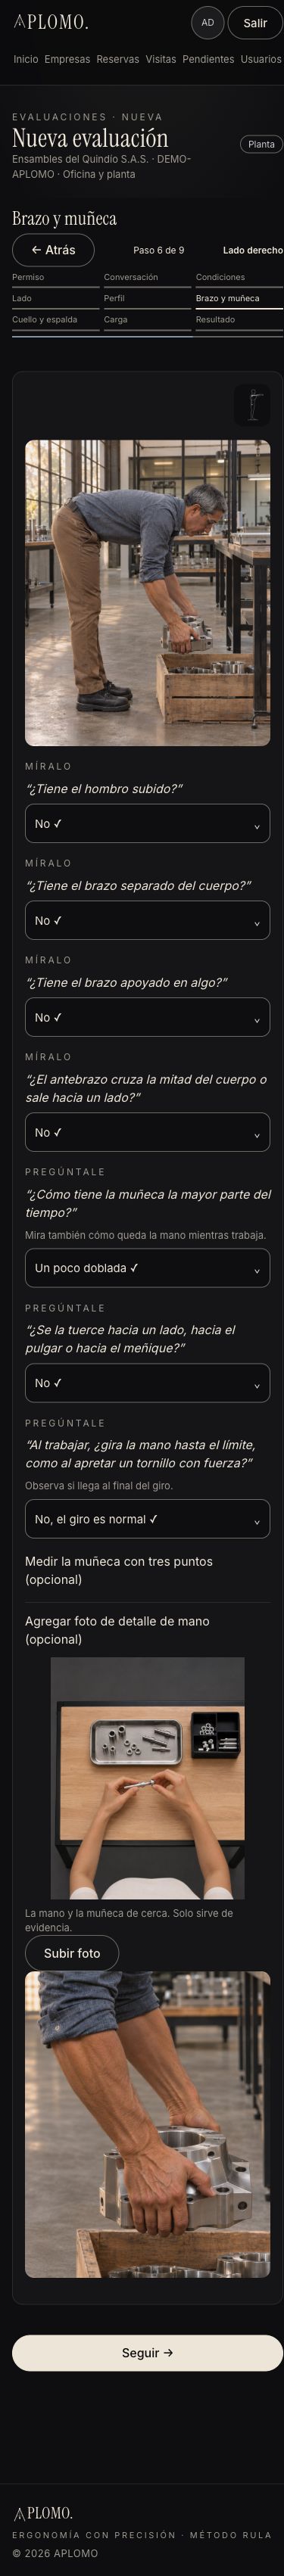 APLOMO.
AD
Salir
Inicio Empresas Reservas Visitas Pendientes Usuarios
EVALUACIONES · NUEVA
Nueva evaluación
Ensambles del Quindío S.A.S. · DEMO-
APLOMO · Oficina y planta
Planta
Brazo y muñeca
← Atrás
Paso 6 de 9
Lado derecho
Permiso Conversación Condiciones
Lado Perfil Brazo y muñeca
Cuello y espalda Carga Resultado
MÍRALO
“¿Tiene el hombro subido?”
No ✓
MÍRALO
“¿Tiene el brazo separado del cuerpo?”
No ✓
MÍRALO
“¿Tiene el brazo apoyado en algo?”
No ✓
MÍRALO
“¿El antebrazo cruza la mitad del cuerpo o
sale hacia un lado?”
No ✓
PREGÚNTALE
“¿Cómo tiene la muñeca la mayor parte del
tiempo?”
Mira también cómo queda la mano mientras trabaja.
Un poco doblada ✓
PREGÚNTALE
“¿Se la tuerce hacia un lado, hacia el
pulgar o hacia el meñique?”
No ✓
PREGÚNTALE
“Al trabajar, ¿gira la mano hasta el límite,
como al apretar un tornillo con fuerza?”
Observa si llega al final del giro.
No, el giro es normal ✓
Medir la muñeca con tres puntos
(opcional)
Agregar foto de detalle de mano
(opcional)
La mano y la muñeca de cerca. Solo sirve de
evidencia.
Subir foto
Seguir →
APLOMO.
ERGONOMÍA CON PRECISIÓN · MÉTODO RULA
© 2026 APLOMO